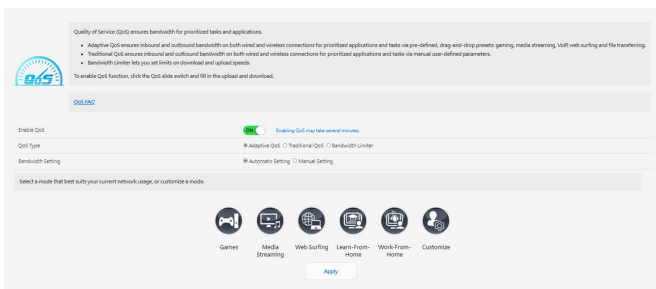 Quality of Service (QoS) ensures bandwidth for prioritized tasks and applications.
• Adaptive QoS ensures inbound and outbound bandwidth on both wired and wireless connections for prioritized applications and tasks via pre-defined, drag-and-drop presets: gaming, media streaming, VoIP, web surfing and file transferring.
• Traditional QoS ensures inbound and outbound bandwidth on both wired and wireless connections for prioritized applications and tasks via manual user-defined parameters.
• Bandwidth Limiter lets you set limits on download and upload speeds.
To enable QoS function, click the QoS slide switch and fill in the upload and download.
QoS
QoS FAQ
Enable QoS ON Enabling QoS may take several minutes.
QoS Type Adaptive QoS Traditional QoS Bandwidth Limiter
Bandwidth Setting Automatic Setting Manual Setting
Select a mode that best suits your current network usage, or customize a mode.
Games Media Streaming Web Surfing Learn-From-Home Work-From-Home Customize
Apply